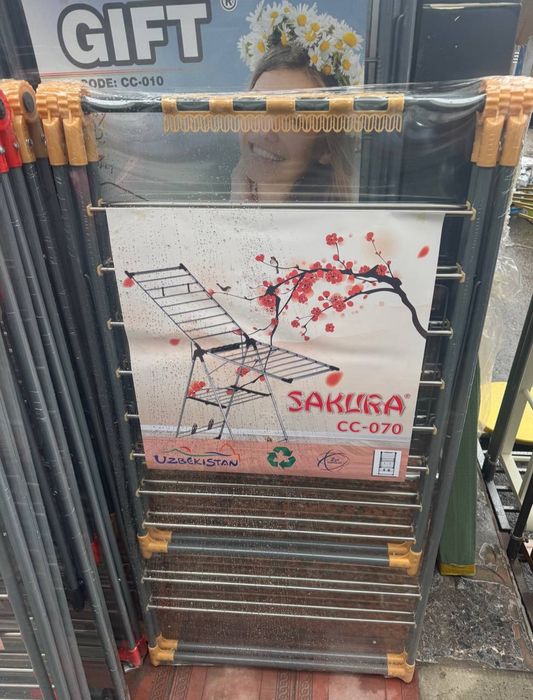 GIFT ®
CODE: CC-010
SAKURA®
CC-070
UZBEKISTAN